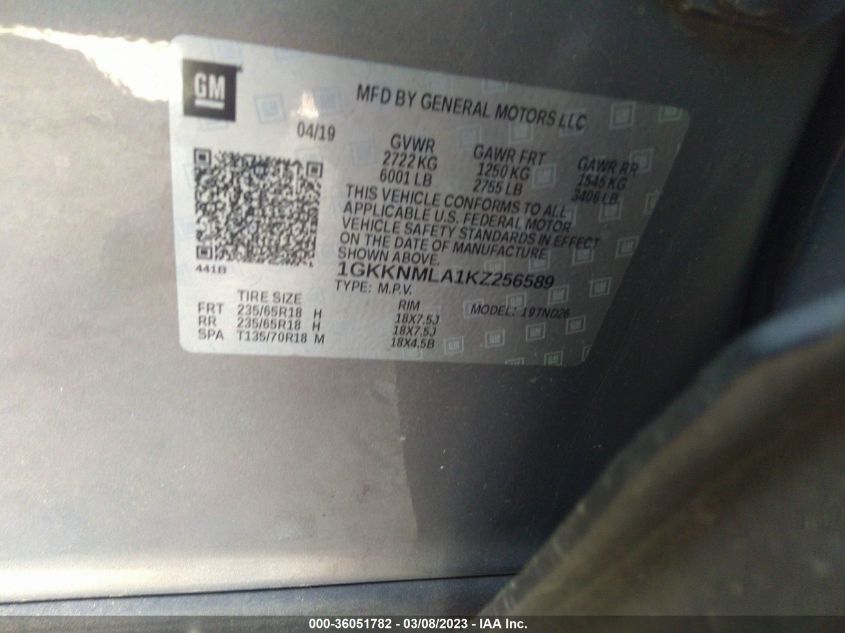 GM
MFD BY GENERAL MOTORS LLC
04/19
GVWR GAWR FRT GAWR RR
2722 KG 1250 KG 1545 KG
6001 LB 2755 LB 3406 LB
THIS VEHICLE CONFORMS TO ALL
APPLICABLE U.S. FEDERAL MOTOR
VEHICLE SAFETY STANDARDS IN EFFECT
ON THE DATE OF MANUFACTURE
SHOWN ABOVE.
441B
1GKKNMLA1KZ256589
TYPE: M.P.V. MODEL: 19TND26
TIRE SIZE RIM
FRT 235/65R18 H 18X7.5J
RR 235/65R18 H 18X7.5J
SPA T135/70R18 M 18X4.5B
000-36051782 - 03/08/2023 - IAA Inc.